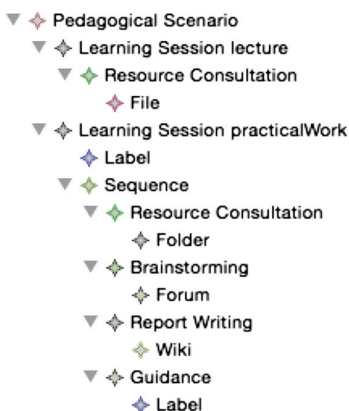 Pedagogical Scenario
Learning Session lecture
Resource Consultation
File
Learning Session practicalWork
Label
Sequence
Resource Consultation
Folder
Brainstorming
Forum
Report Writing
Wiki
Guidance
Label